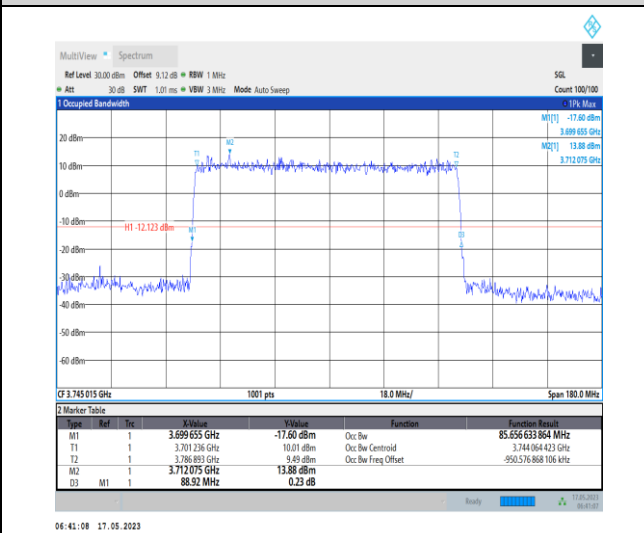 MultiView Spectrum
Ref Level 30.00 dBm Offset 9.12 dB RBW 1 MHz SGL
Att 30 dB SWT 1.01 ms VBW 3 MHz Mode Auto Sweep Count 100/100
1 Occupied Bandwidth 1Pk Max
M1[1] -17.60 dBm
3.699 655 GHz
M2[1] 13.88 dBm
3.712 075 GHz
20 dBm
M2
T1
T2
10 dBm
0 dBm
-10 dBm
H1 -12.123 dBm
M1
D3
-20 dBm
-30 dBm
-40 dBm
-50 dBm
-60 dBm
CF 3.745 015 GHz 1001 pts 18.0 MHz/ Span 180.0 MHz
2 Marker Table
Type Ref Trc X-Value Y-Value Function Function Result
M1 1 3.699 655 GHz -17.60 dBm Occ Bw 85.656 633 864 MHz
T1 1 3.701 236 GHz 10.01 dBm Occ Bw Centroid 3.744 064 423 GHz
T2 1 3.786 893 GHz 9.49 dBm Occ Bw Freq Offset -950.576 868 106 kHz
M2 1 3.712 075 GHz 13.88 dBm
D3 M1 1 88.92 MHz 0.23 dB
Ready 17.05.2023
06:41:07
06:41:08 17.05.2023